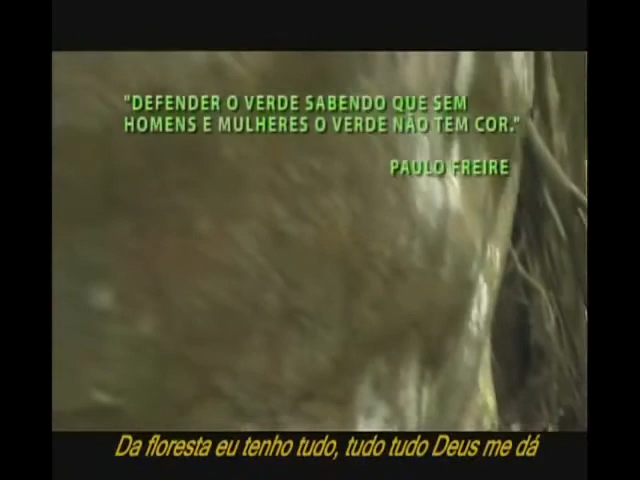 "DEFENDER O VERDE SABENDO QUE SEM
HOMENS E MULHERES O VERDE NÃO TEM COR."
PAULO FREIRE
Da floresta eu tenho tudo, tudo tudo Deus me dá